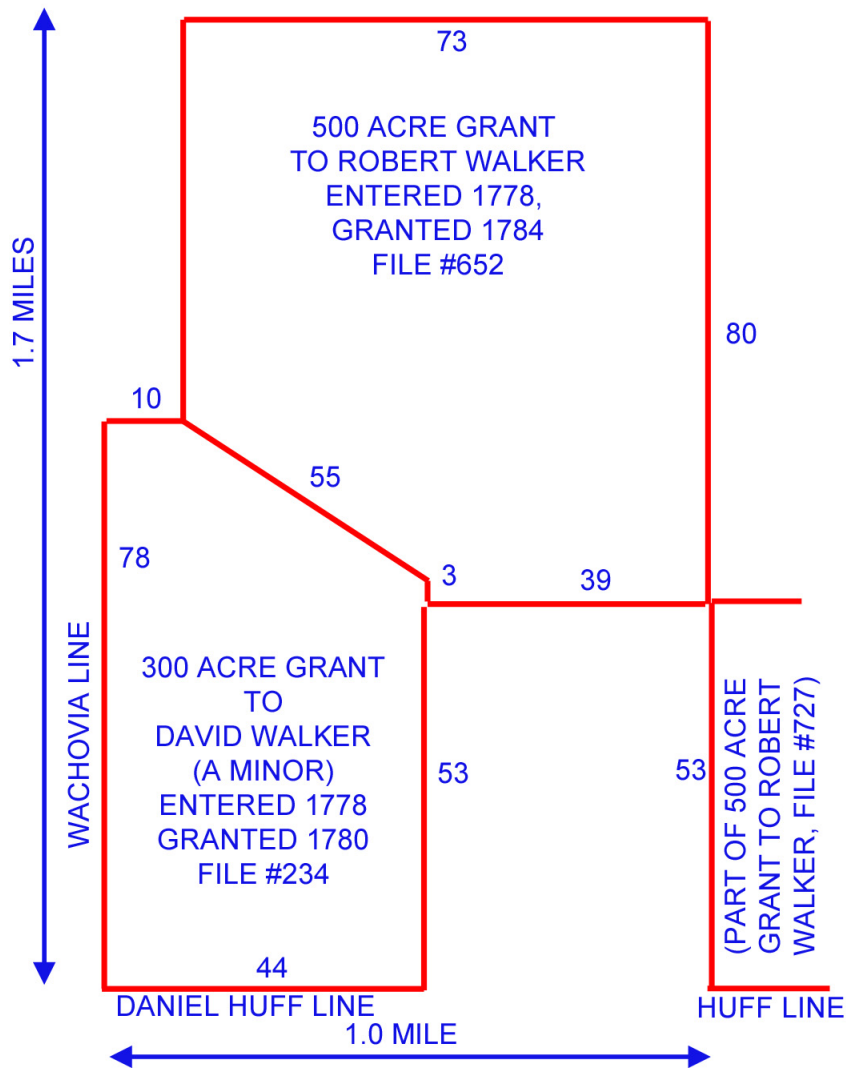 73
500 ACRE GRANT
TO ROBERT WALKER
ENTERED 1778,
GRANTED 1784
FILE #652
1.7 MILES
80
10
55
78
3
39
WACHOVIA LINE
300 ACRE GRANT
TO
DAVID WALKER
(A MINOR)
ENTERED 1778
GRANTED 1780
FILE #234
53
53
(PART OF 500 ACRE
GRANT TO ROBERT
WALKER, FILE #727)
44
DANIEL HUFF LINE
HUFF LINE
1.0 MILE